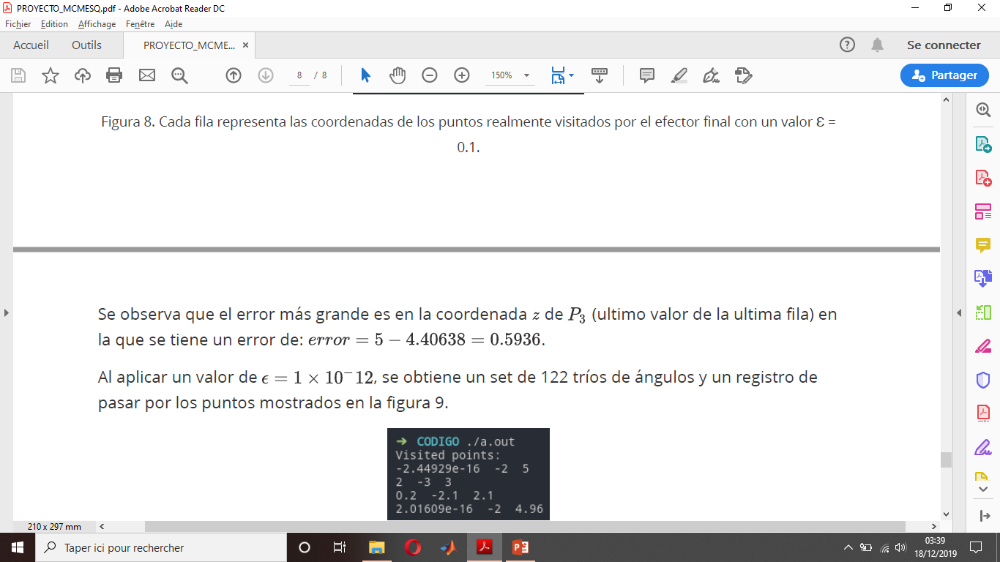 PROYECTO_MCMESQ.pdf - Adobe Acrobat Reader DC
Fichier Edition Affichage Fenêtre Aide
Accueil Outils PROYECTO_MCME... × Se connecter
8 / 8 150% Partager
Figura 8. Cada fila representa las coordenadas de los puntos realmente visitados por el efector final con un valor Ɛ =
0.1.
Se observa que el error más grande es en la coordenada z de P₃ (ultimo valor de la ultima fila) en
la que se tiene un error de: error = 5 − 4.40638 = 0.5936.
Al aplicar un valor de ϵ = 1 × 10⁻12, se obtiene un set de 122 tríos de ángulos y un registro de
pasar por los puntos mostrados en la figura 9.
➜ CODIGO ./a.out
Visited points:
-2.44929e-16 -2 5
2 -3 3
0.2 -2.1 2.1
2.01609e-16 -2 4.96
210 x 297 mm
Taper ici pour rechercher
03:39
18/12/2019